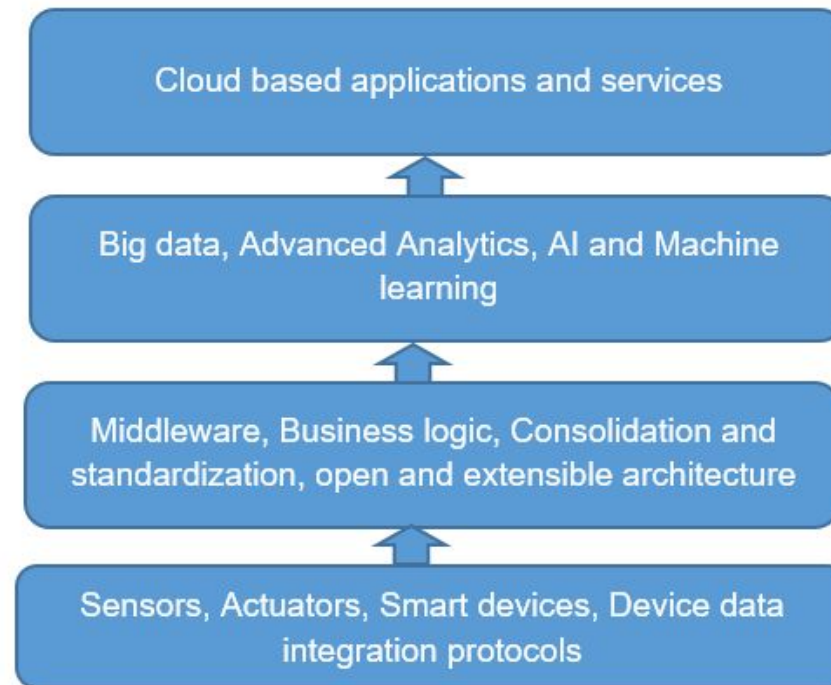 Cloud based applications and services
Big data, Advanced Analytics, AI and Machine
learning
Middleware, Business logic, Consolidation and
standardization, open and extensible architecture
Sensors, Actuators, Smart devices, Device data
integration protocols